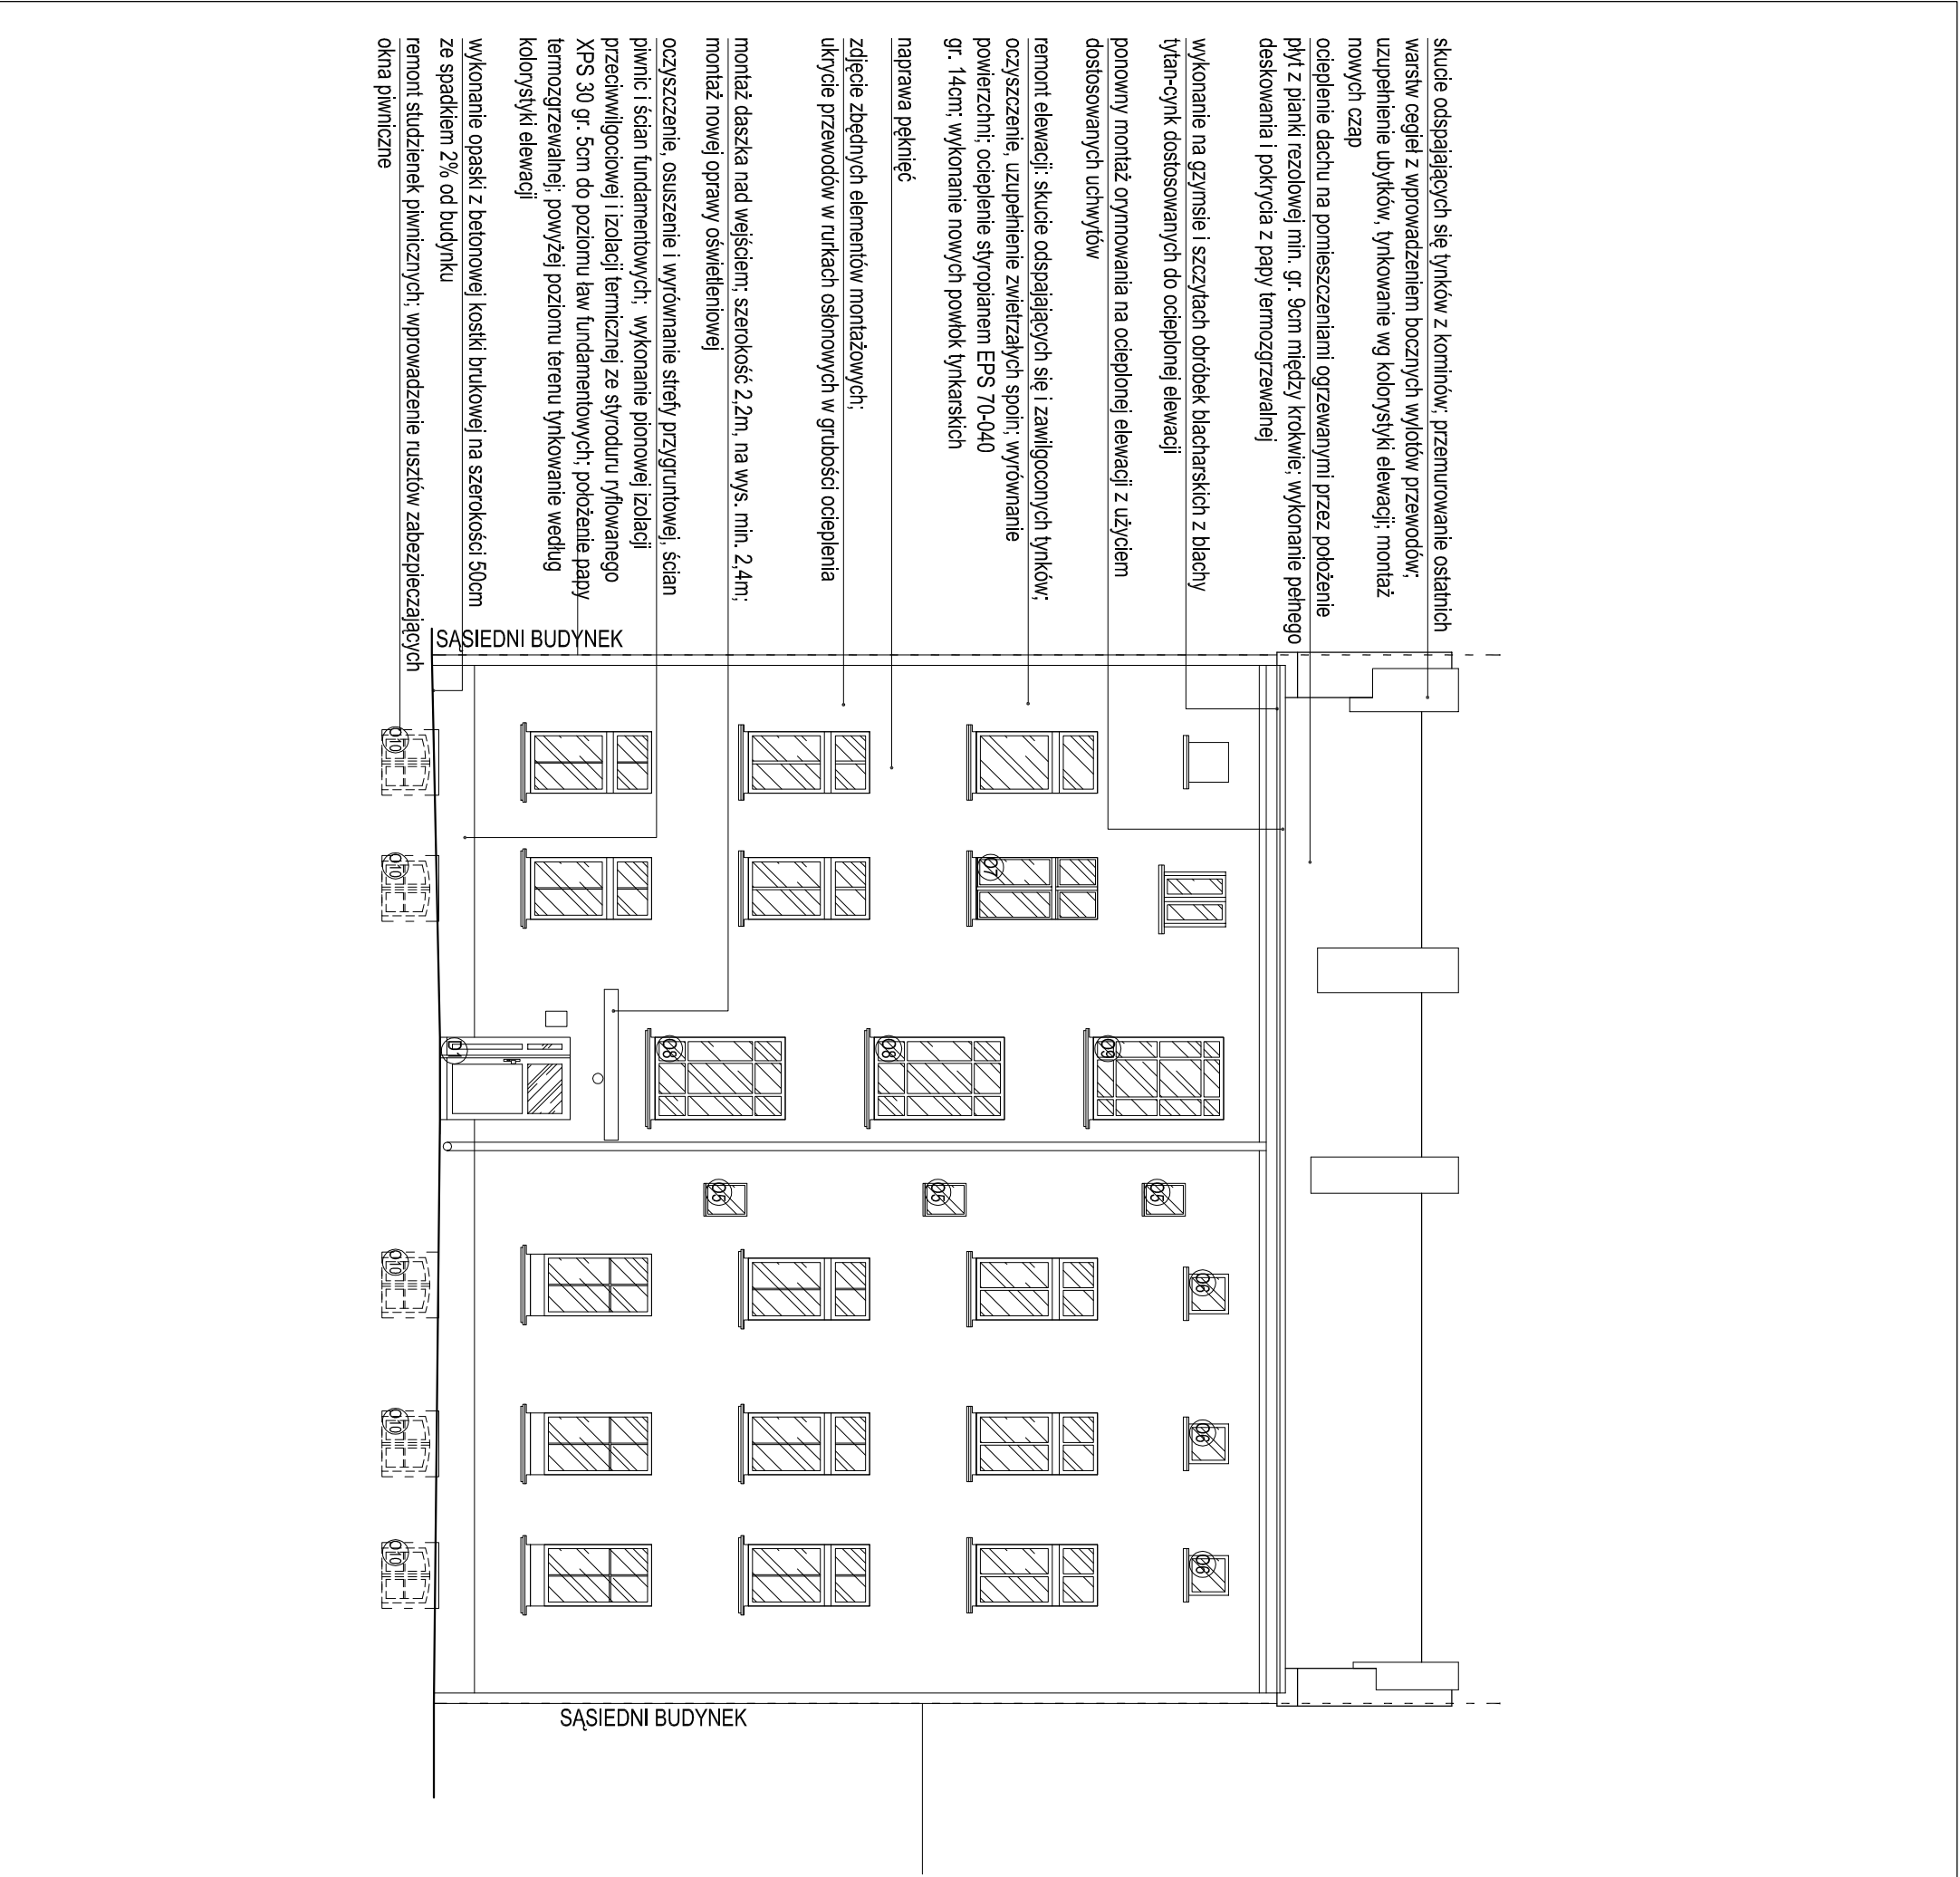 skucie odspajających się tynków z kominów; przemurowanie ostatnich
warstw cegieł z wprowadzeniem bocznych wylotów przewodów;
uzupełnienie ubytków, tynkowanie wg kolorystyki elewacji; montaż
nowych czap
ocieplenie dachu na pomieszczeniami ogrzewanymi przez położenie
płyt z pianki rezolowej min. gr. 9cm między krokwie; wykonanie pełnego
deskowania i pokrycia z papy termozgrzewalnej
wykonanie na gzymsie i szczytach obróbek blacharskich z blachy
tytan-cynk dostosowanych do ocieplonej elewacji
ponowny montaż orynnowania na ocieplonej elewacji z użyciem
dostosowanych uchwytów
remont elewacji: skucie odspajających się i zawilgoconych tynków;
oczyszczenie, uzupełnienie zwietrzałych spoin; wyrównanie
powierzchni; ocieplenie styropianem EPS 70-040
gr. 14cm; wykonanie nowych powłok tynkarskich
naprawa pęknięć
zdjęcie zbędnych elementów montażowych;
ukrycie przewodów w rurkach osłonowych w grubości ocieplenia
montaż daszka nad wejściem; szerokość 2,2m, na wys. min. 2,4m;
montaż nowej oprawy oświetleniowej
oczyszczenie, osuszenie i wyrównanie strefy przygruntowej, ścian
piwnic i ścian fundamentowych; wykonanie pionowej izolacji
przeciwwilgociowej i izolacji termicznej ze styroduru ryflowanego
XPS 30 gr. 5cm do poziomu ław fundamentowych; położenie papy
termozgrzewalnej; powyżej poziomu terenu tynkowanie według
kolorystyki elewacji
wykonanie opaski z betonowej kostki brukowej na szerokości 50cm
ze spadkiem 2% od budynku
remont studzienek piwnicznych; wprowadzenie rusztów zabezpieczających
okna piwniczne
SĄSIEDNI BUDYNEK
O7
O9
O8
O8
D1
O5
O5
O5
O6
O6
O6
O10
O10
O10
O10
O10
SĄSIEDNI BUDYNEK